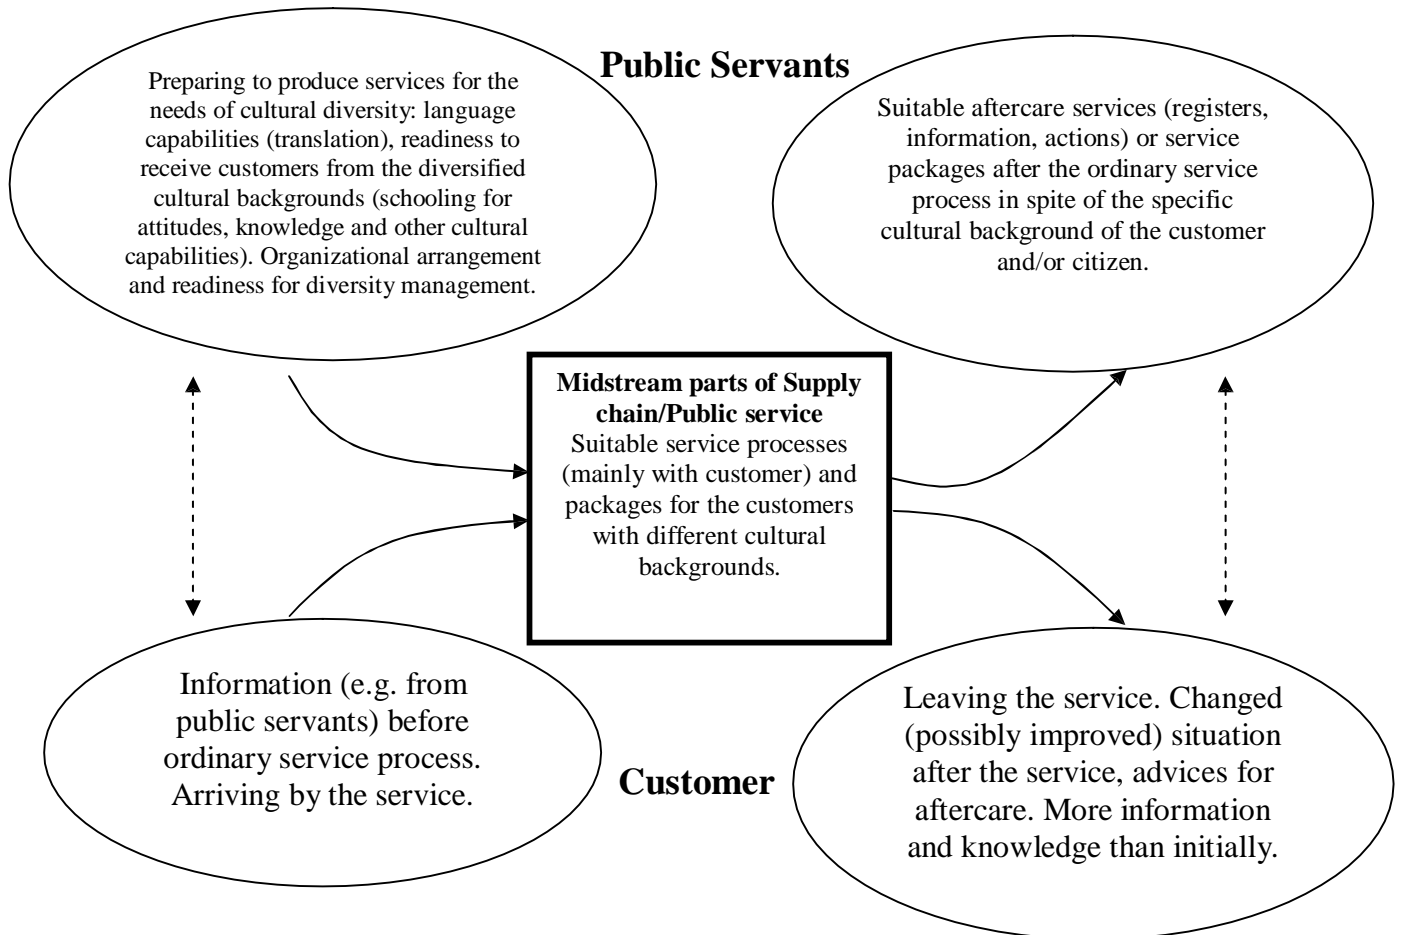 Public Servants
Preparing to produce services for the
needs of cultural diversity: language
capabilities (translation), readiness to
receive customers from the diversified
cultural backgrounds (schooling for
attitudes, knowledge and other cultural
capabilities). Organizational arrangement
and readiness for diversity management.
Suitable aftercare services (registers,
information, actions) or service
packages after the ordinary service
process in spite of the specific
cultural background of the customer
and/or citizen.
Midstream parts of Supply
chain/Public service
Suitable service processes
(mainly with customer) and
packages for the customers
with different cultural
backgrounds.
Information (e.g. from
public servants) before
ordinary service process.
Arriving by the service.
Customer
Leaving the service. Changed
(possibly improved) situation
after the service, advices for
aftercare. More information
and knowledge than initially.